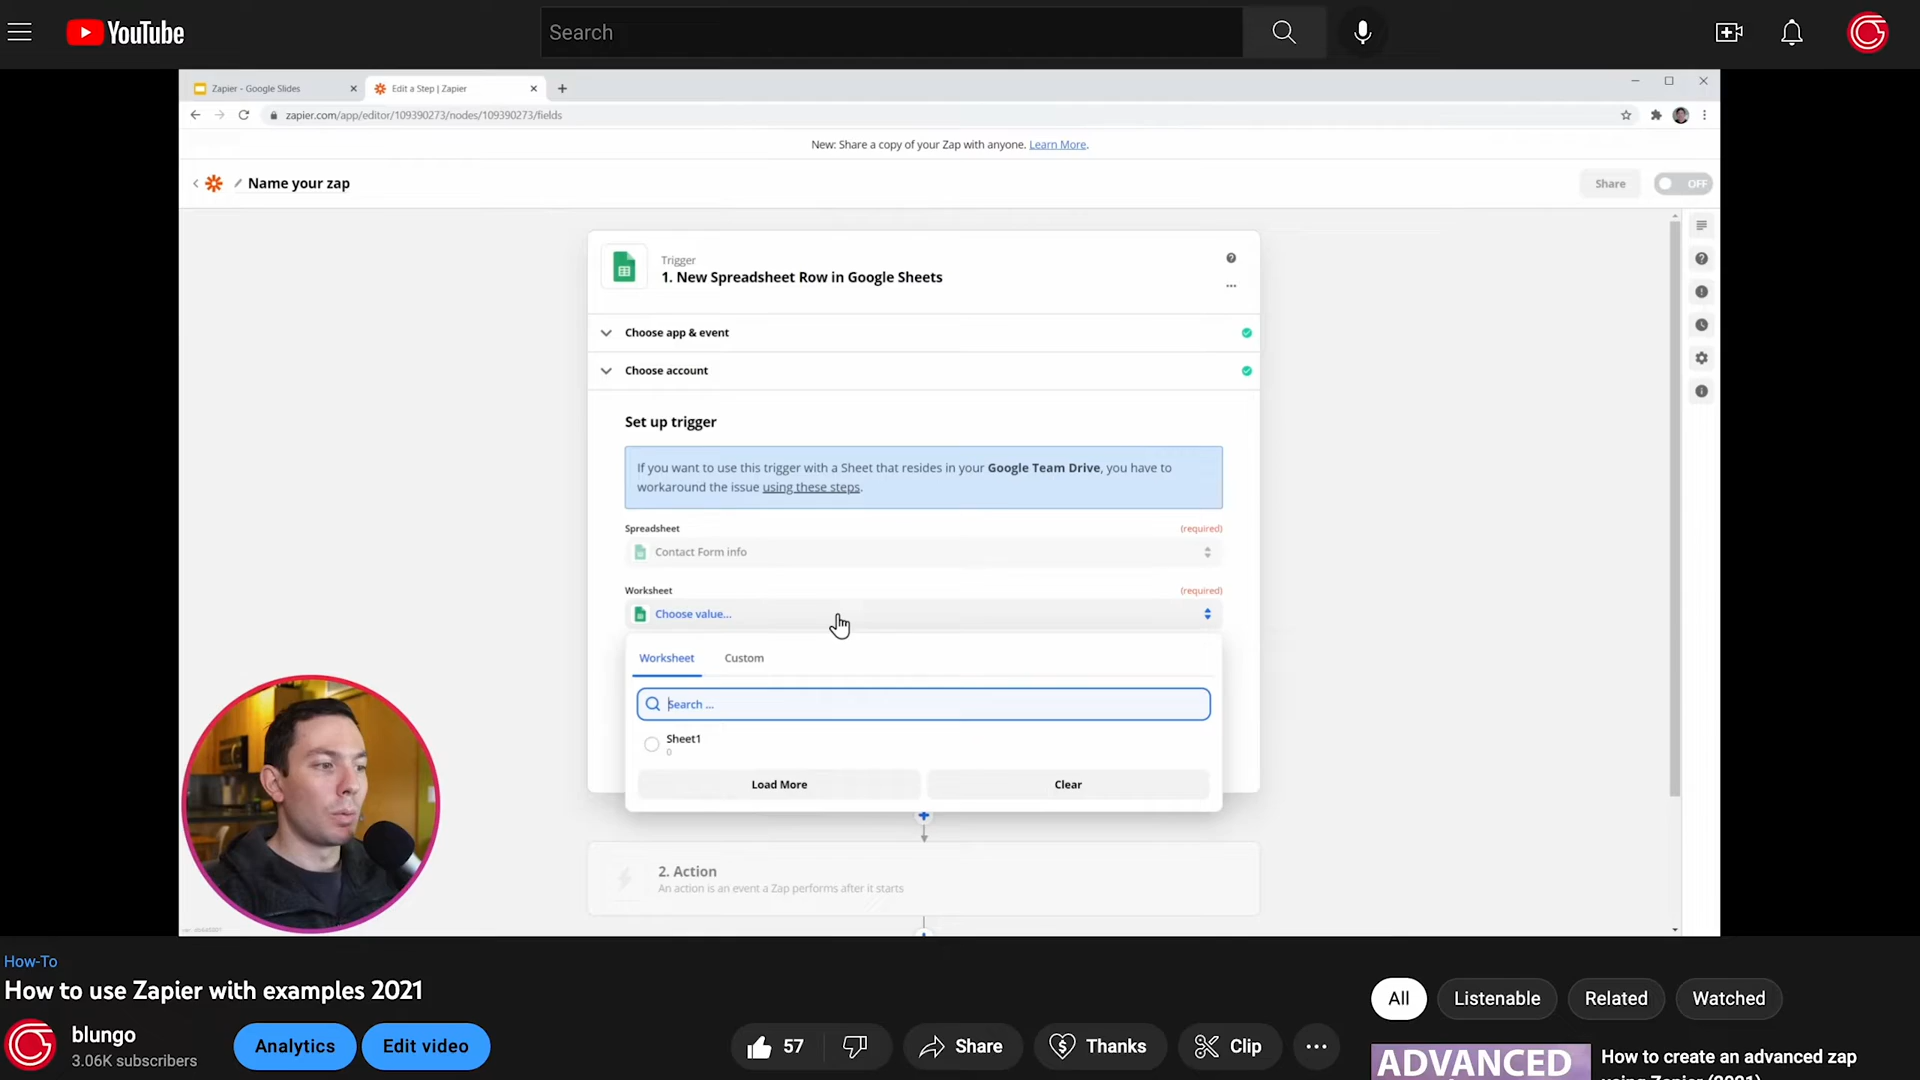 YouTube
Search
Zapier - Google Slides
Edit a Step | Zapier
zapier.com/app/editor/109390273/nodes/109390273/fields
New: Share a copy of your Zap with anyone. Learn More.
Name your zap
Share
OFF
Trigger
1. New Spreadsheet Row in Google Sheets
Choose app & event
Choose account
Set up trigger
If you want to use this trigger with a Sheet that resides in your Google Team Drive, you have to
workaround the issue using these steps.
Spreadsheet
(required)
Contact Form info
Worksheet
(required)
Choose value...
Worksheet
Custom
Search ...
Sheet1
0
Load More
Clear
2. Action
An action is an event a Zap performs after it starts
How-To
How to use Zapier with examples 2021
blungo
3.06K subscribers
Analytics
Edit video
57
Share
Thanks
Clip
All
Listenable
Related
Watched
ADVANCED
How to create an advanced zap
using Zapier (2021)